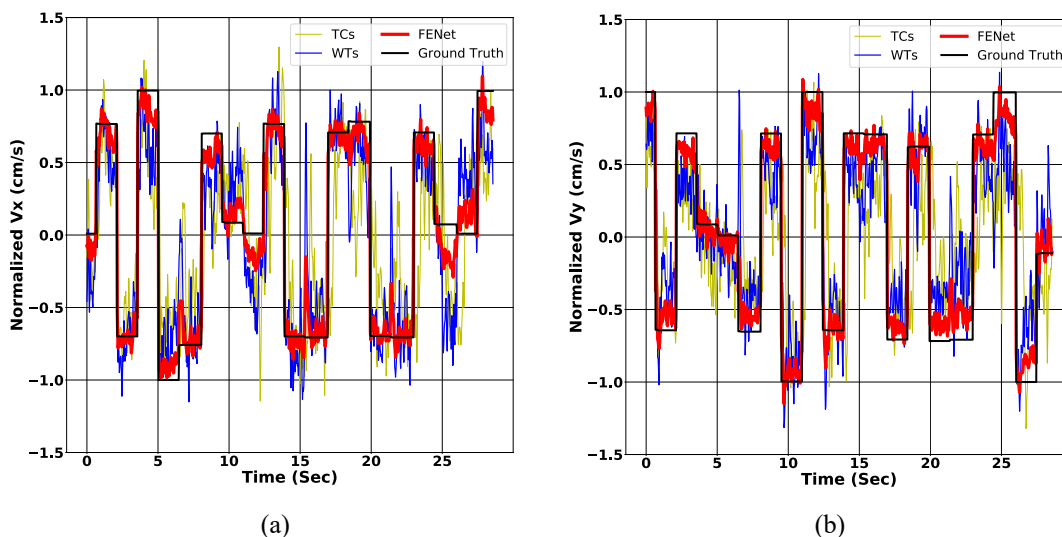 1.5
1.0
0.5
0.0
−0.5
−1.0
−1.5
Normalized Vx (cm/s)
TCs
WTs
FENet
Ground Truth
0 5 10 15 20 25
Time (Sec)
(a)
1.5
1.0
0.5
0.0
−0.5
−1.0
−1.5
Normalized Vy (cm/s)
TCs
WTs
FENet
Ground Truth
0 5 10 15 20 25
Time (Sec)
(b)